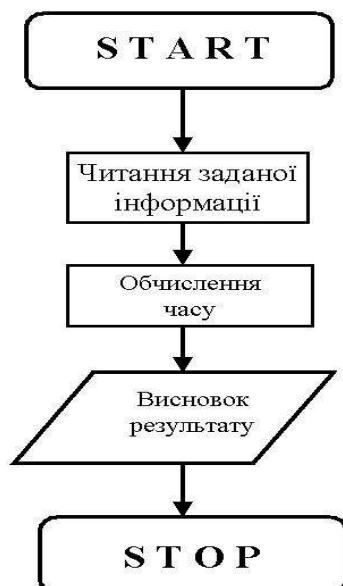 S T A R T
Читання заданої
інформації
Обчислення
часу
Висновок
результату
S T O P